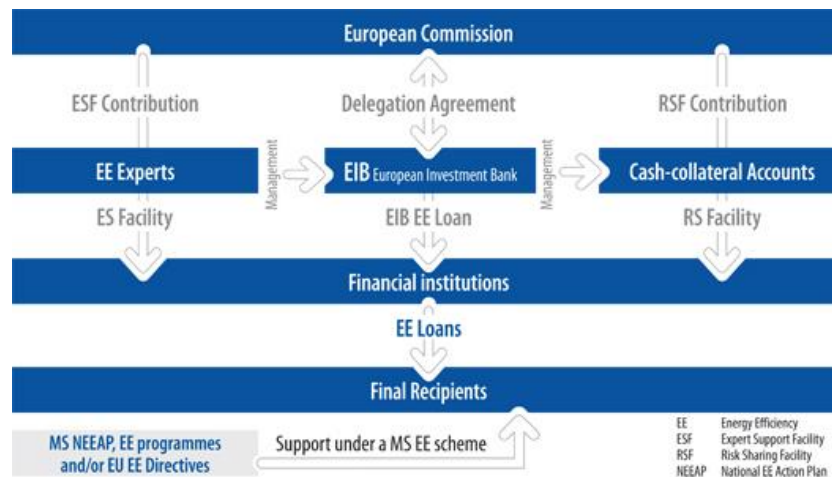 European Commission
ESF Contribution
Delegation Agreement
RSF Contribution
EE Experts
Management
EIB European Investment Bank
Management
Cash-collateral Accounts
ES Facility
EIB EE Loan
RS Facility
Financial institutions
EE Loans
Final Recipients
MS NEEAP, EE programmes
and/or EU EE Directives
Support under a MS EE scheme
EE Energy Efficiency
ESF Expert Support Facility
RSF Risk Sharing Facility
NEEAP National EE Action Plan